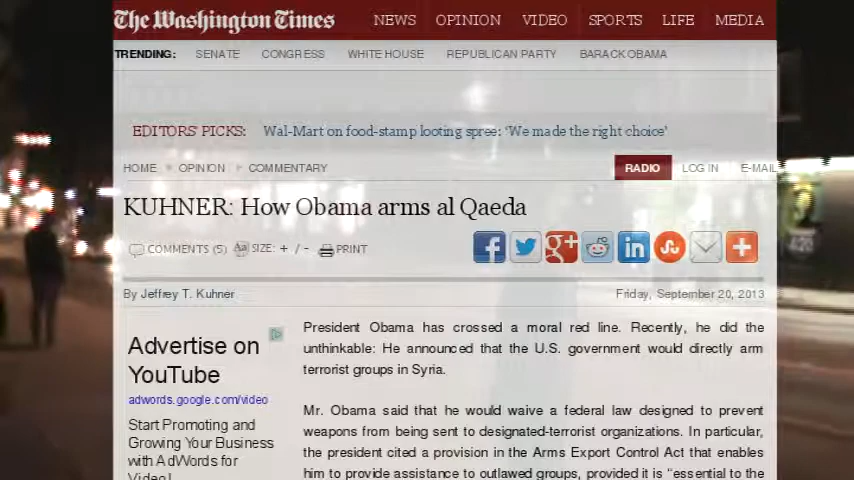 The Washington Times
NEWS OPINION VIDEO SPORTS LIFE MEDIA
TRENDING: SENATE CONGRESS WHITE HOUSE REPUBLICAN PARTY BARACK OBAMA
EDITORS' PICKS: Wal-Mart on food-stamp looting spree: 'We made the right choice'
HOME OPINION COMMENTARY
RADIO LOG IN E-MAIL
KUHNER: How Obama arms al Qaeda
COMMENTS (5) Aa SIZE: + / - PRINT
By Jeffrey T. Kuhner
Friday, September 20, 2013
Advertise on
YouTube
adwords.google.com/video
Start Promoting and
Growing Your Business
with AdWords for
Video!
President Obama has crossed a moral red line. Recently, he did the
unthinkable: He announced that the U.S. government would directly arm
terrorist groups in Syria.
Mr. Obama said that he would waive a federal law designed to prevent
weapons from being sent to designated-terrorist organizations. In particular,
the president cited a provision in the Arms Export Control Act that enables
him to provide assistance to outlawed groups, provided it is “essential to the